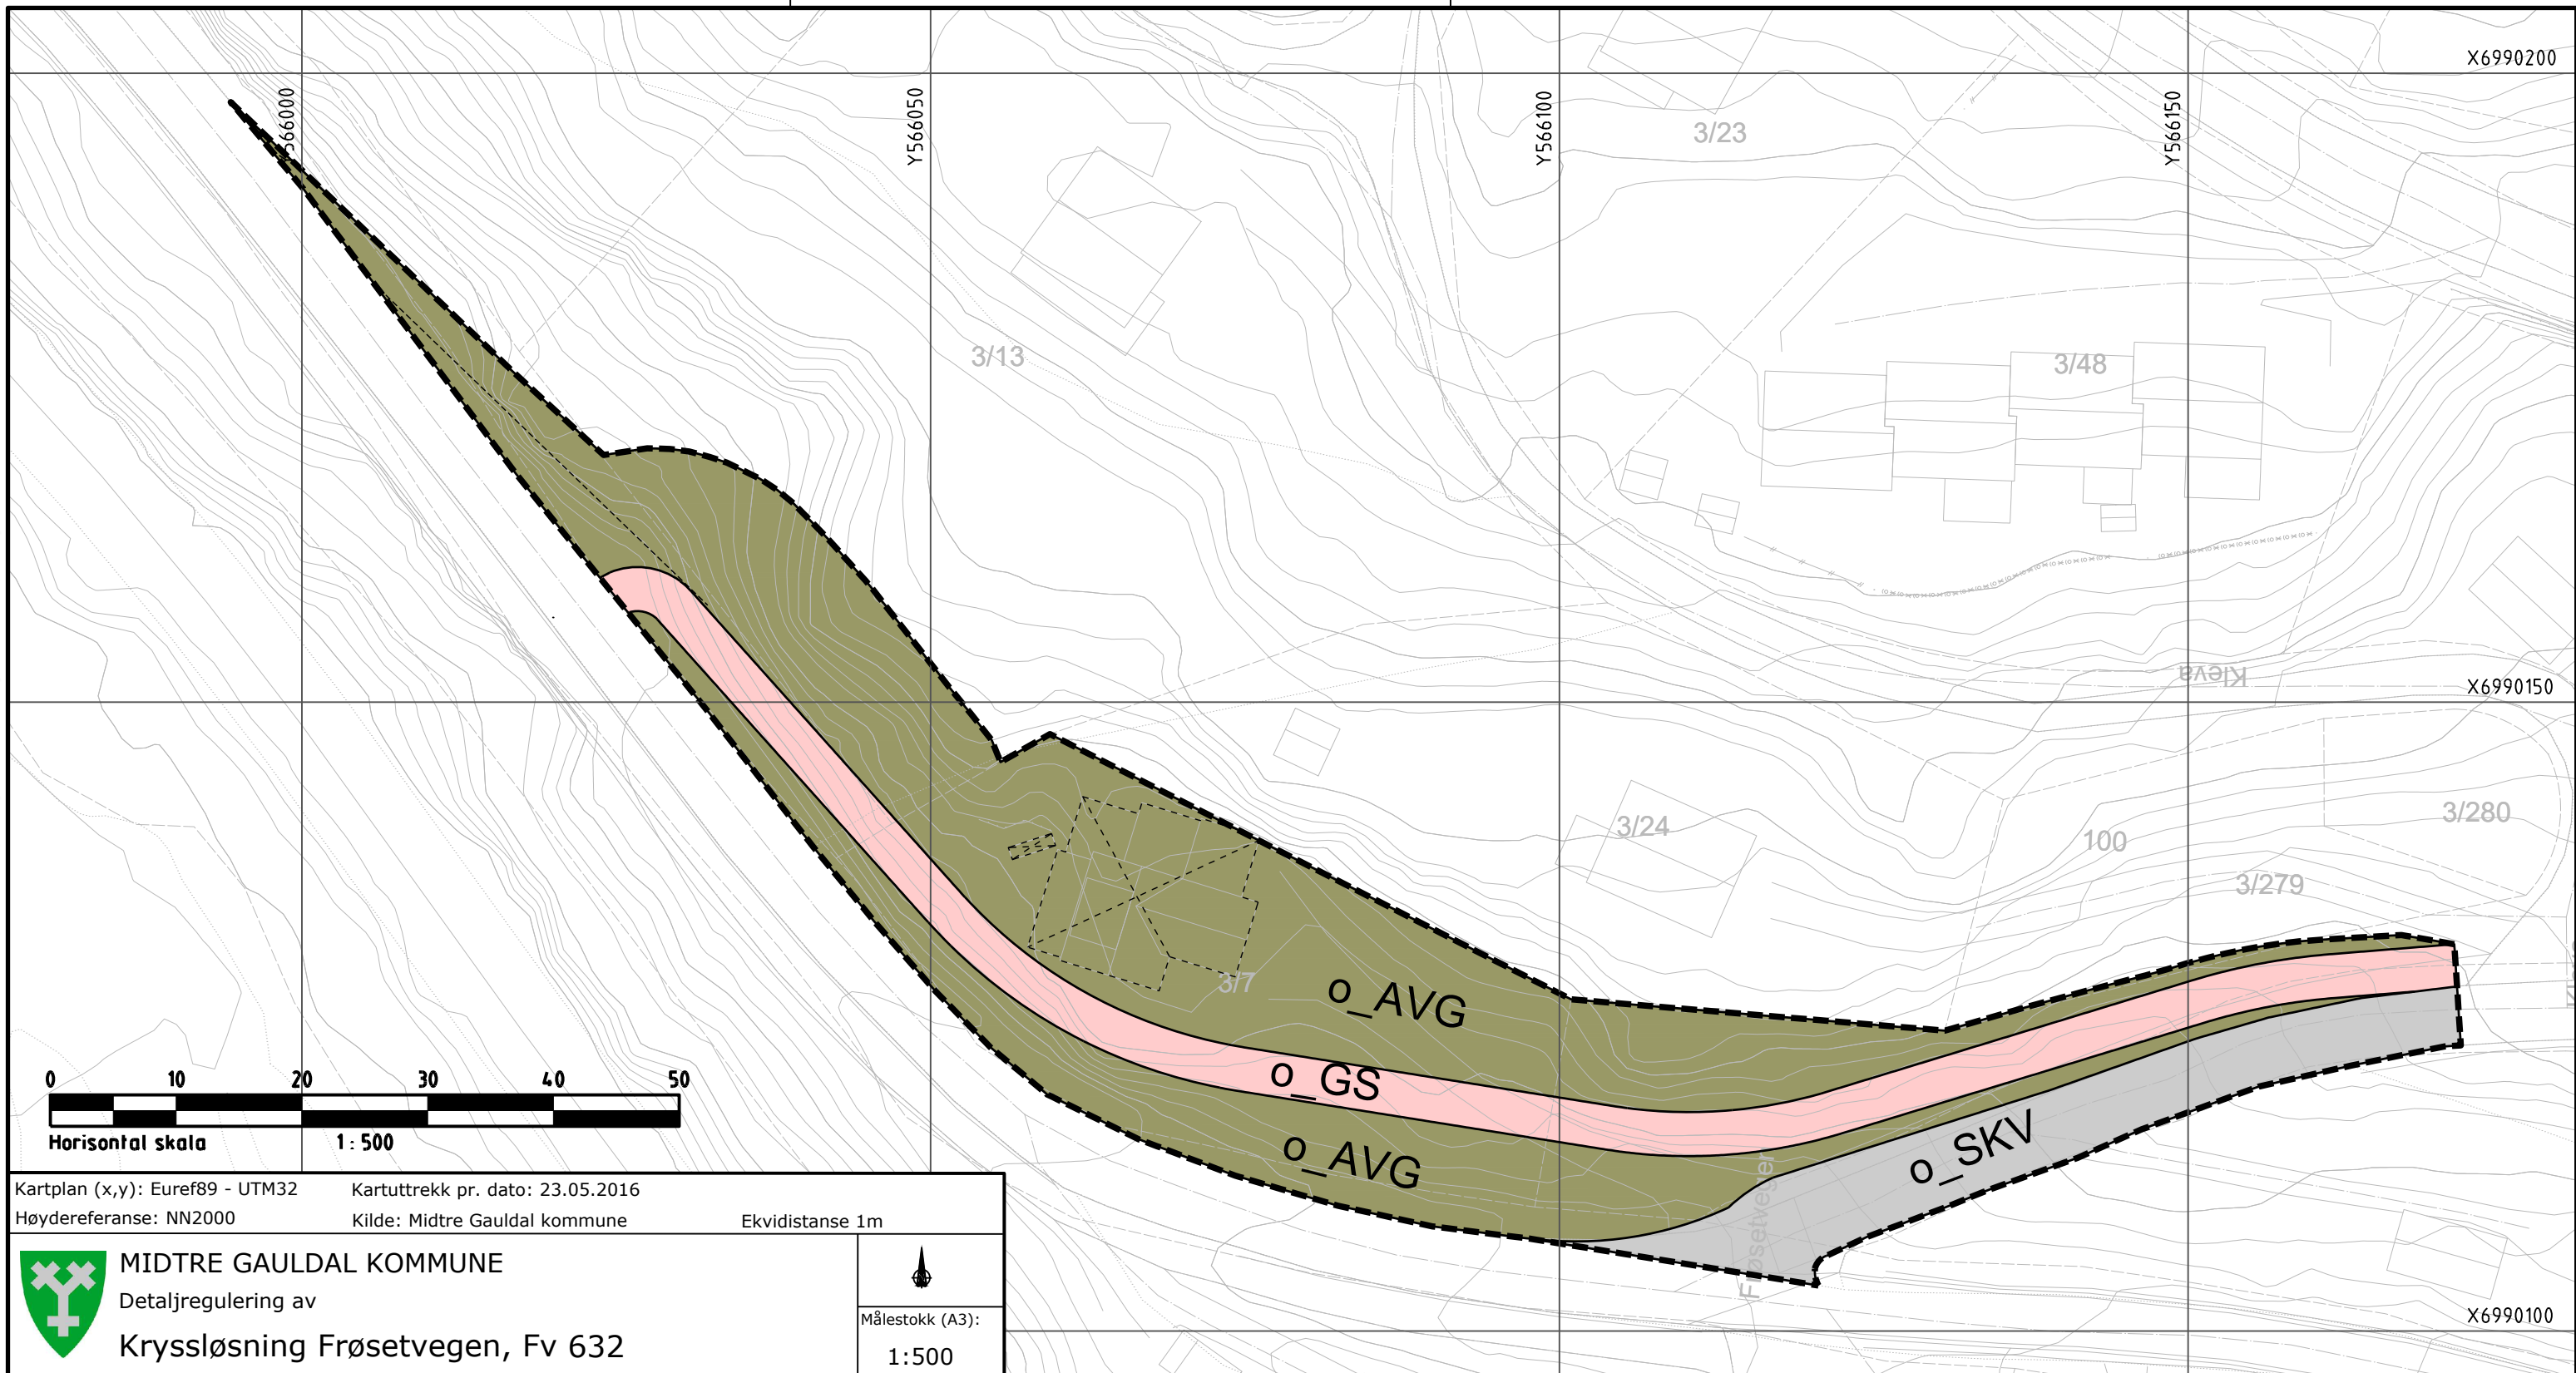 X6990200
566000
Y566050
Y566100
Y566150
3/23
3/13
3/48
Kleva
X6990150
3/24
100
3/280
3/279
3/7
o_AVG
o_GS
o_AVG
o_SKV
Frøsetvegen
0 10 20 30 40 50
Horisontal skala 1:500
Kartplan (x,y): Euref89 - UTM32 Kartuttrekk pr. dato: 23.05.2016
Høydereferanse: NN2000 Kilde: Midtre Gauldal kommune Ekvidistanse 1m
MIDTRE GAULDAL KOMMUNE
Detaljregulering av
Kryssløsning Frøsetvegen, Fv 632
N
Målestokk (A3):
1:500
X6990100